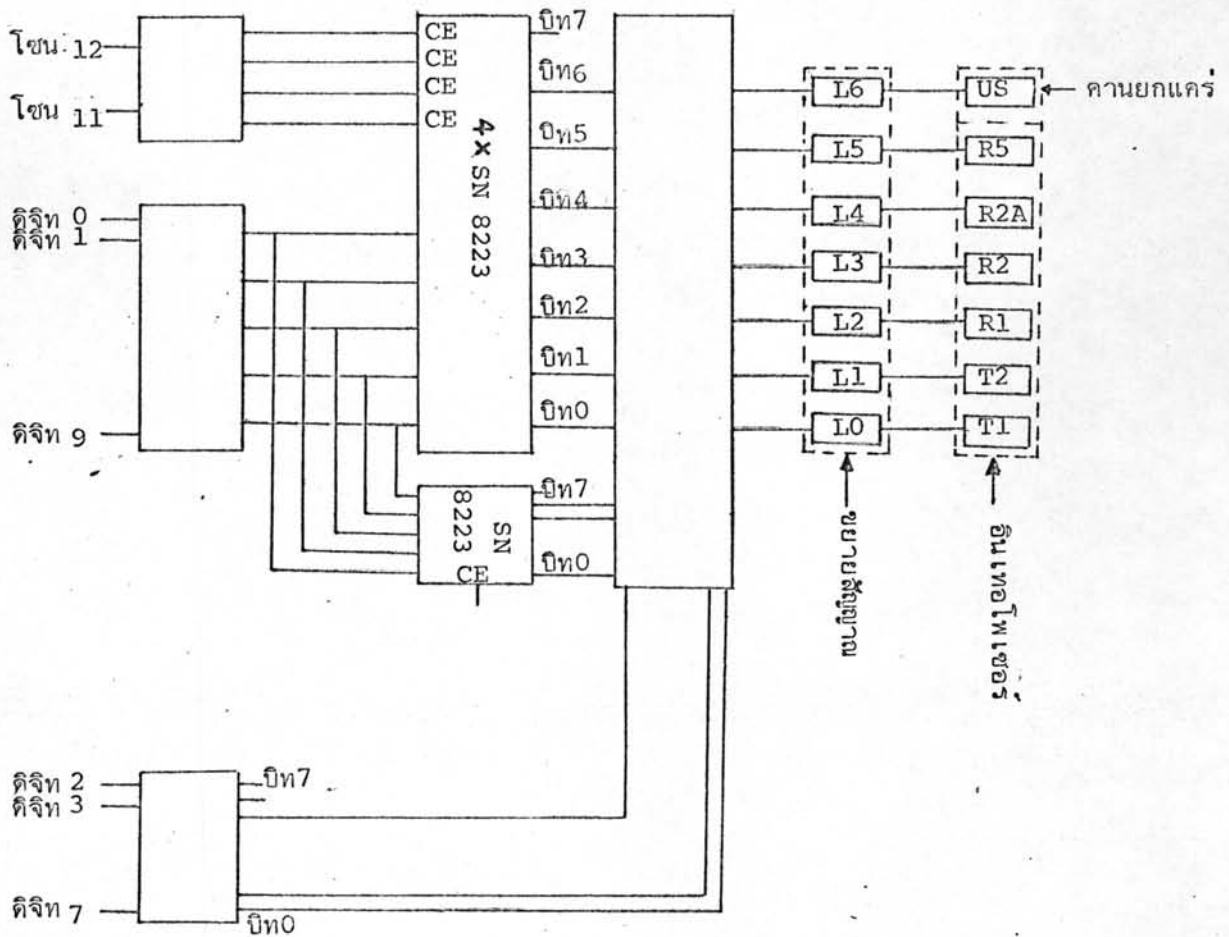 โซน 12
โซน 11
CE
CE
CE
CE
4xSN 8223
บิท7
บิท6
บิท5
บิท4
บิท3
บิท2
บิท1
บิท0
ดิจิท 0
ดิจิท 1
ดิจิท 9
SN
8223
CE
บิท7
บิท0
L6
L5
L4
L3
L2
L1
L0
US
R5
R2A
R2
R1
T2
T1
คานยกแคร่
ขยายสัญญาณ
อินเทอโพเซอร์
ดิจิท 2
ดิจิท 3
ดิจิท 7
บิท7
บิท0